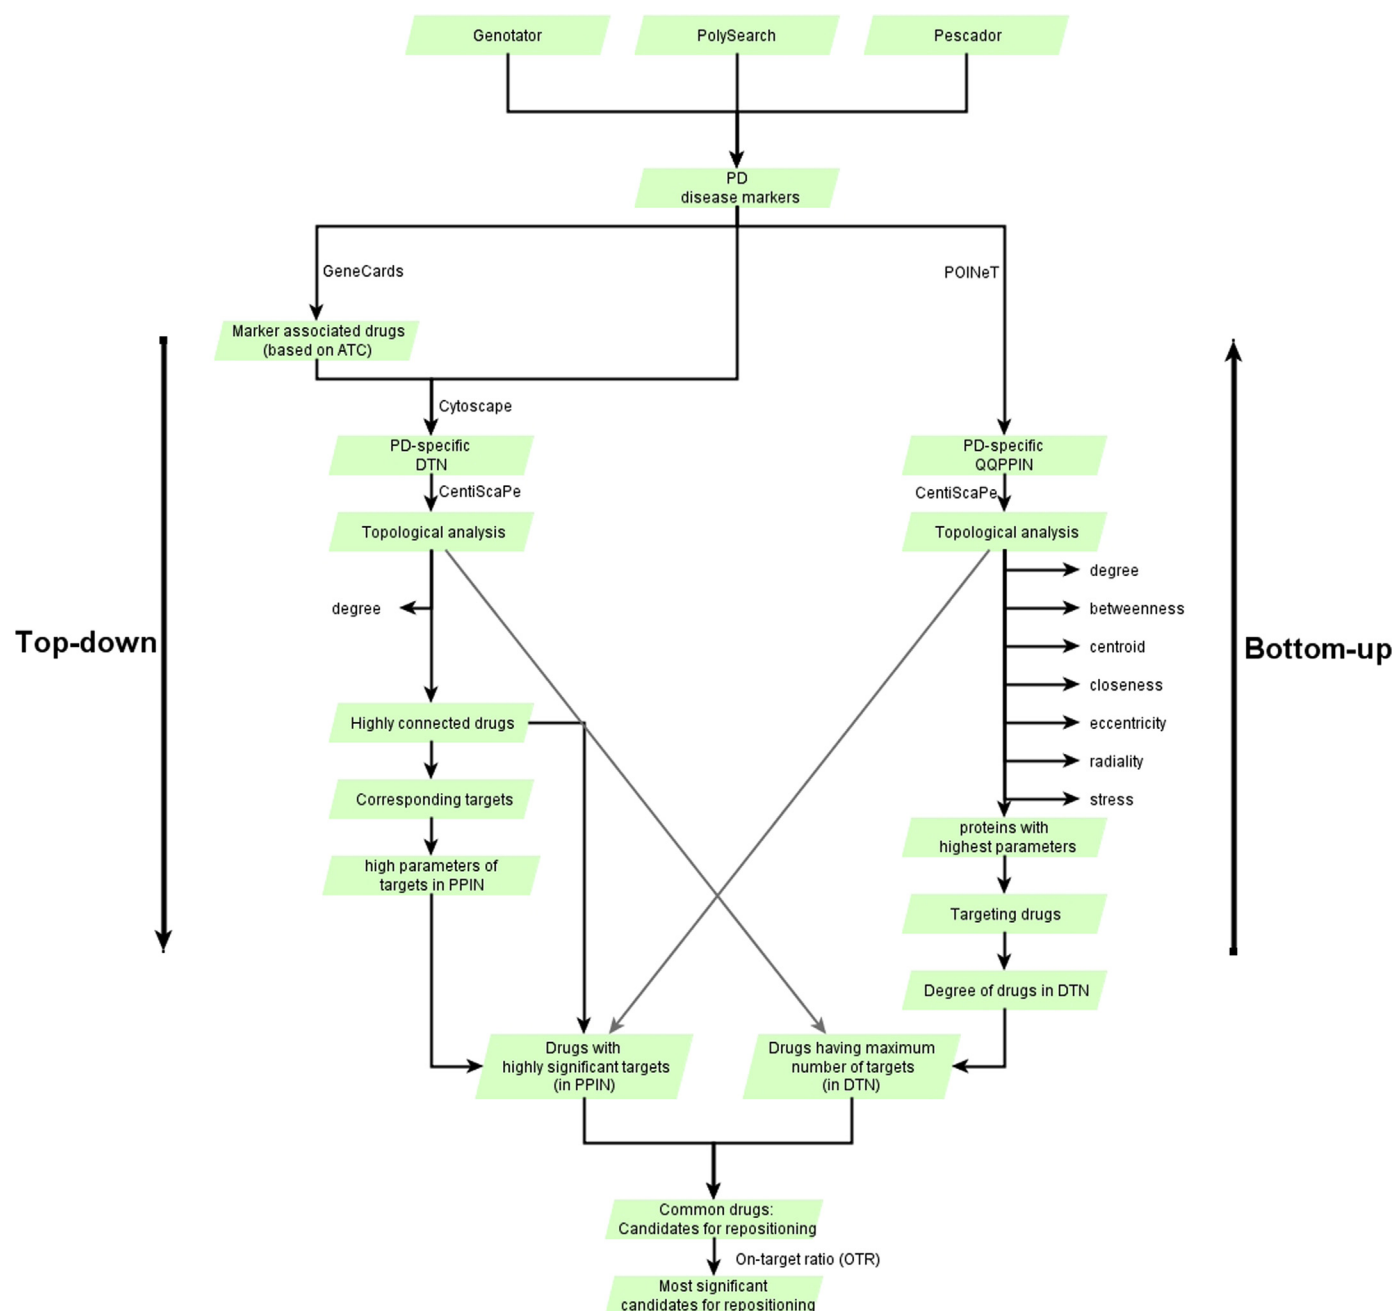 Genotator
PolySearch
Pescador
PD
disease markers
GeneCards
POINeT
Marker associated drugs
(based on ATC)
Cytoscape
PD-specific
DTN
PD-specific
QQPPIN
CentiScaPe
CentiScaPe
Topological analysis
Topological analysis
degree
degree
betweenness
Top-down
centroid
Bottom-up
closeness
Highly connected drugs
eccentricity
radiality
Corresponding targets
stress
proteins with
highest parameters
high parameters of
targets in PPIN
Targeting drugs
Degree of drugs in DTN
Drugs with
highly significant targets
(in PPIN)
Drugs having maximum
number of targets
(in DTN)
Common drugs:
Candidates for repositioning
On-target ratio (OTR)
Most significant
candidates for repositioning